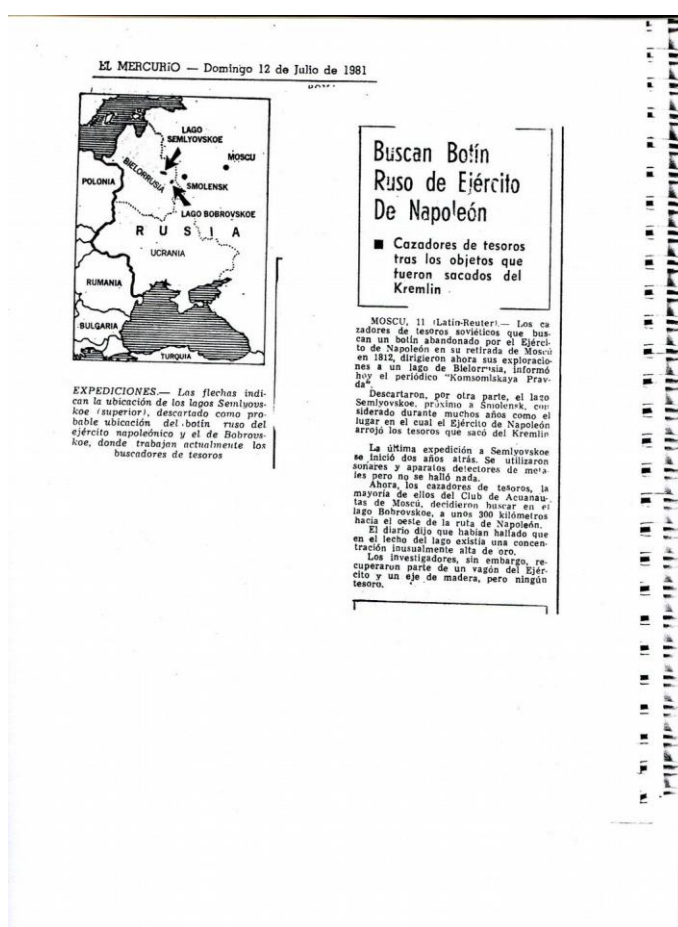 EL MERCURIO — Domingo 12 de Julio de 1981
LAGO
SEMLYOVSKOE
MOSCU
BIELORRUSIA
POLONIA
SMOLENSK
LAGO BOBROVSKOE
R U S I A
UCRANIA
RUMANIA
BULGARIA
TURQUIA
EXPEDICIONES.— Las flechas indi-
can la ubicación de los lagos Semlyovs-
koe (superior), descartado como pro-
bable ubicación del botín ruso del
ejército napoleónico y el de Bobrovs-
koe, donde trabajan actualmente los
buscadores de tesoros
Buscan Botín
Ruso de Ejército
De Napoleón
■ Cazadores de tesoros
tras los objetos que
fueron sacados del
Kremlin
MOSCU, 11 (Latin-Reuter).— Los ca
zadores de tesoros soviéticos que bus-
can un botín abandonado por el Ejérci-
to de Napoleón en su retirada de Moscú
en 1812, dirigieron ahora sus exploracio-
nes a un lago de Bielorrusia, informó
hoy el periódico "Komsomlskaya Prav-
da".
Descartaron, por otra parte, el lago
Semlyovskoe, próximo a Smolensk, con
siderado durante muchos años como el
lugar en el cual el Ejército de Napoleón
arrojó los tesoros que sacó del Kremlin
La última expedición a Semlyovskoe
se inició dos años atrás. Se utilizaron
sonares y aparatos detectores de meta-
les pero no se halló nada.
Ahora, los cazadores de tesoros, la
mayoría de ellos del Club de Acuanau-
tas de Moscú, decidieron buscar en el
lago Bobrovskoe, a unos 300 kilómetros
hacia el oeste de la ruta de Napoleón.
El diario dijo que habían hallado que
en el lecho del lago existía una concen-
tración inusualmente alta de oro.
Los investigadores, sin embargo, re-
cuperaron parte de un vagón del Ejér-
cito y un eje de madera, pero ningún
tesoro.